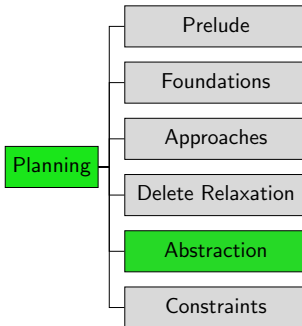 Prelude
Foundations
Approaches
Planning
Delete Relaxation
Abstraction
Constraints